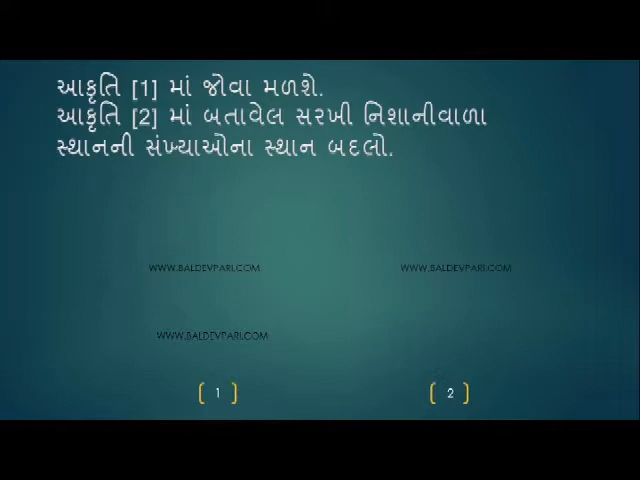 આકૃતિ [1] માં જોવા મળશે.
આકૃતિ [2] માં બતાવેલ સરખી નિશાનીવાળા
સ્થાનની સંખ્યાઓના સ્થાન બદલો.
WWW.BALDEVPARI.COM WWW.BALDEVPARI.COM
WWW.BALDEVPARI.COM
[ 1 ] [ 2 ]